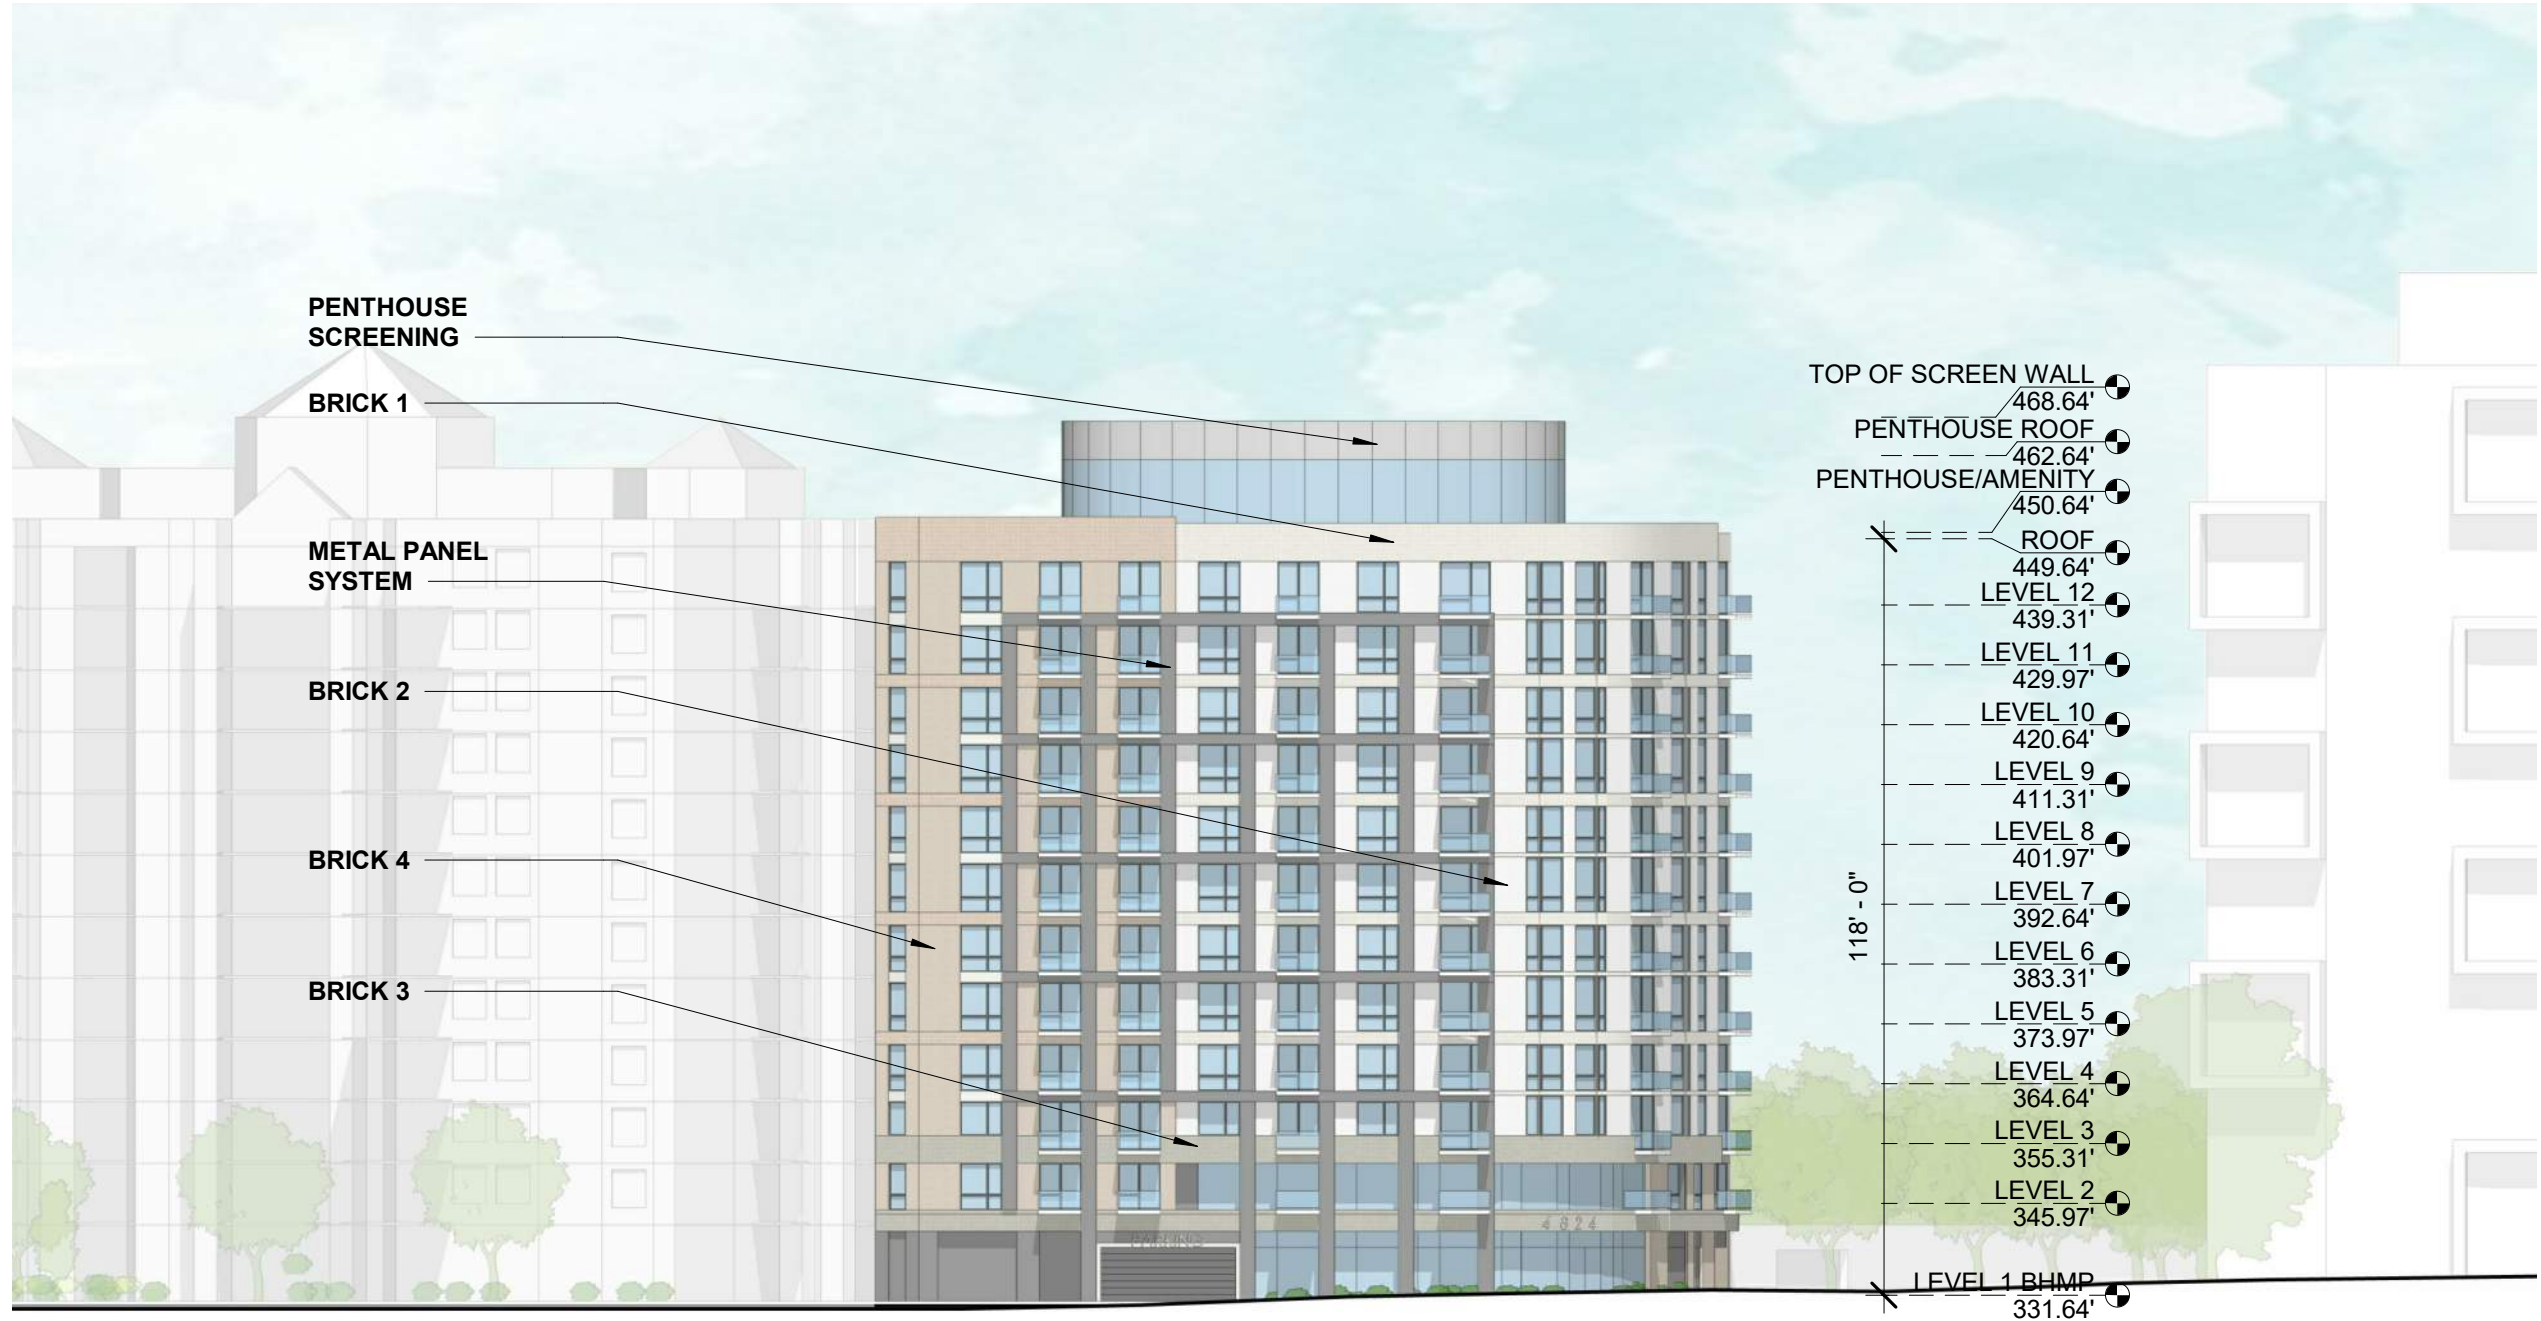 PENTHOUSE
SCREENING
BRICK 1
METAL PANEL
SYSTEM
BRICK 2
BRICK 4
BRICK 3
TOP OF SCREEN WALL
468.64'
PENTHOUSE ROOF
462.64'
PENTHOUSE/AMENITY
450.64'
ROOF
449.64'
LEVEL 12
439.31'
LEVEL 11
429.97'
LEVEL 10
420.64'
LEVEL 9
411.31'
LEVEL 8
401.97'
LEVEL 7
392.64'
LEVEL 6
383.31'
LEVEL 5
373.97'
LEVEL 4
364.64'
LEVEL 3
355.31'
LEVEL 2
345.97'
LEVEL 1 BHMP
331.64'
118' - 0"
4824
PARKING